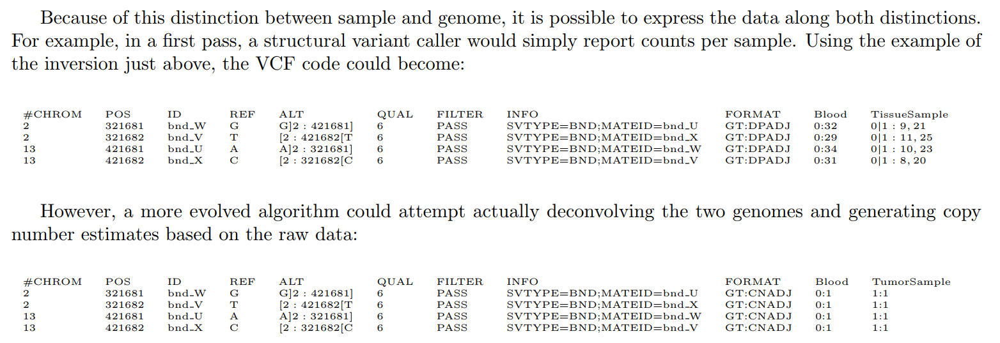 Because of this distinction between sample and genome, it is possible to express the data along both distinctions.
For example, in a first pass, a structural variant caller would simply report counts per sample. Using the example of
the inversion just above, the VCF code could become:
#CHROM POS ID REF ALT QUAL FILTER INFO FORMAT Blood TissueSample
2 321681 bnd_W G G]2 : 421681] 6 PASS SVTYPE=BND;MATEID=bnd_U GT:DPADJ 0:32 0|1 : 9, 21
2 321682 bnd_V T [2 : 421682[T 6 PASS SVTYPE=BND;MATEID=bnd_X GT:DPADJ 0:29 0|1 : 11, 25
13 421681 bnd_U A A]2 : 321681] 6 PASS SVTYPE=BND;MATEID=bnd_W GT:DPADJ 0:34 0|1 : 10, 23
13 421682 bnd_X C [2 : 321682[C 6 PASS SVTYPE=BND;MATEID=bnd_V GT:DPADJ 0:31 0|1 : 8, 20
However, a more evolved algorithm could attempt actually deconvolving the two genomes and generating copy
number estimates based on the raw data:
#CHROM POS ID REF ALT QUAL FILTER INFO FORMAT Blood TumorSample
2 321681 bnd_W G G]2 : 421681] 6 PASS SVTYPE=BND;MATEID=bnd_U GT:CNADJ 0:1 1:1
2 321682 bnd_V T [2 : 421682[T 6 PASS SVTYPE=BND;MATEID=bnd_X GT:CNADJ 0:1 1:1
13 421681 bnd_U A A]2 : 321681] 6 PASS SVTYPE=BND;MATEID=bnd_W GT:CNADJ 0:1 1:1
13 421682 bnd_X C [2 : 321682[C 6 PASS SVTYPE=BND;MATEID=bnd_V GT:CNADJ 0:1 1:1